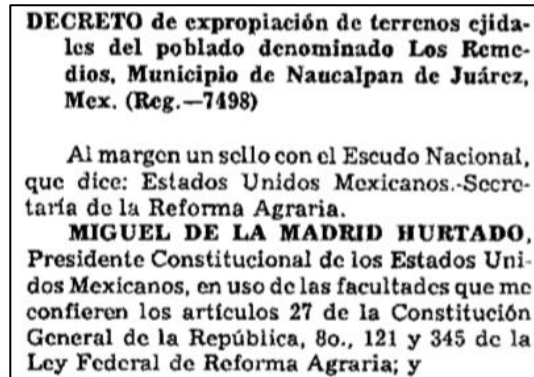 DECRETO de expropiación de terrenos ejida-
les del poblado denominado Los Reme-
dios, Municipio de Naucalpan de Juárez,
Mex. (Reg.—7498)
Al margen un sello con el Escudo Nacional,
que dice: Estados Unidos Mexicanos.-Secre-
taría de la Reforma Agraria.
MIGUEL DE LA MADRID HURTADO,
Presidente Constitucional de los Estados Uni-
dos Mexicanos, en uso de las facultades que me
confieren los artículos 27 de la Constitución
General de la República, 8o., 121 y 345 de la
Ley Federal de Reforma Agraria; y